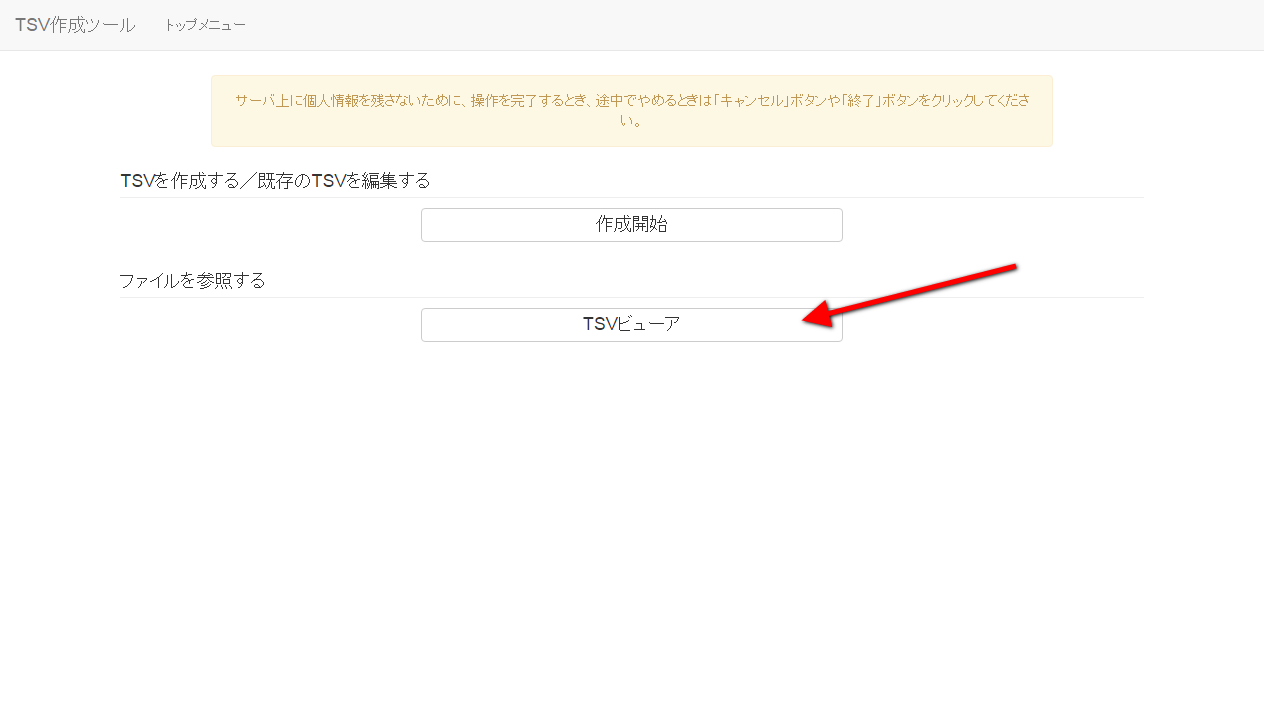 TSV作成ツール トップメニュー
サーバ上に個人情報を残さないために、操作を完了するとき、途中でやめるときは「キャンセル」ボタンや「終了」ボタンをクリックしてくださ
い。
TSVを作成する／既存のTSVを編集する
作成開始
ファイルを参照する
TSVビューア